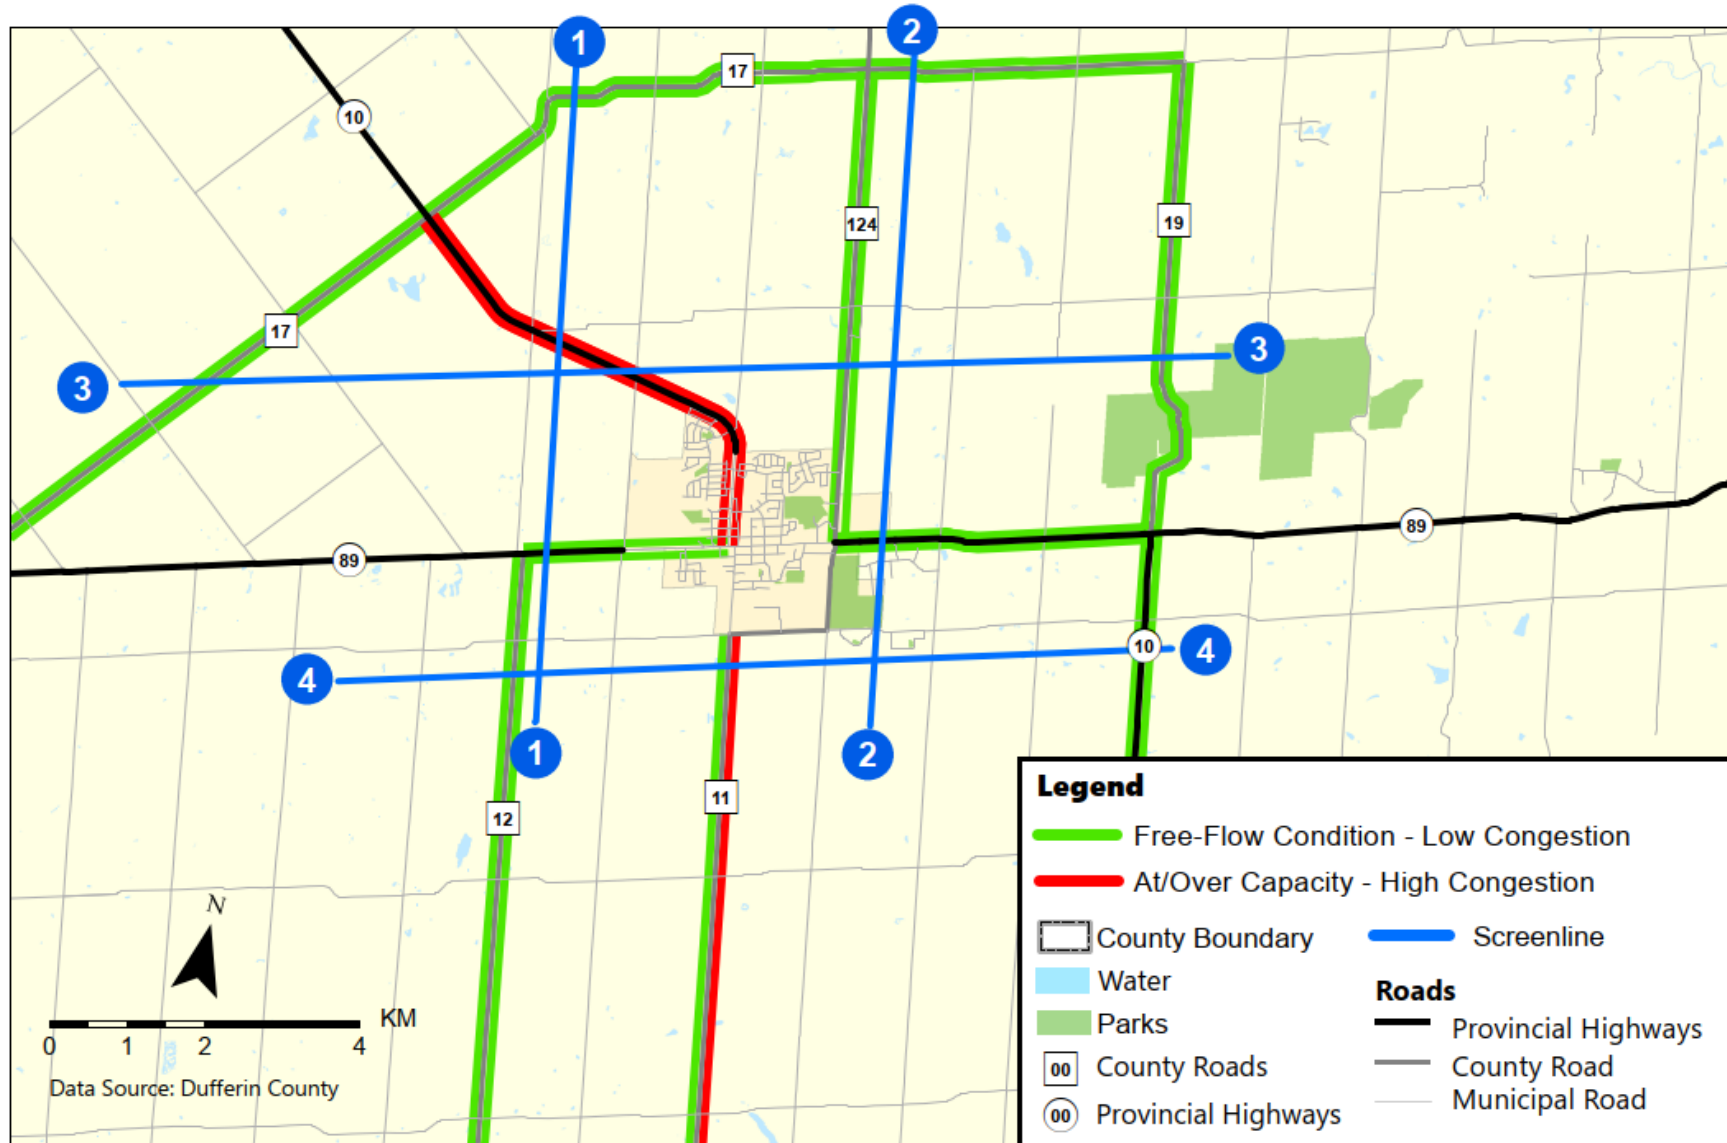 1
2
17
10
124
19
17
3
3
89
89
10
4
4
1
2
11
12
Legend
Free-Flow Condition - Low Congestion
At/Over Capacity - High Congestion
County Boundary
Screenline
Water
Parks
00 County Roads
00 Provincial Highways
Roads
Provincial Highways
County Road
Municipal Road
N
KM
0 1 2 4
Data Source: Dufferin County